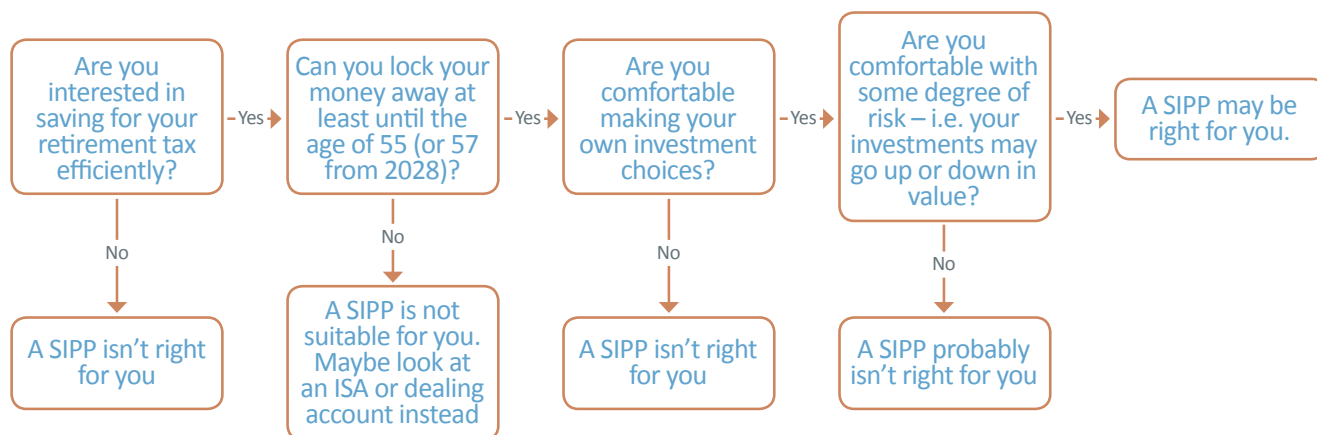 Are you
interested in
saving for your
retirement tax
efficiently?
Yes
Can you lock your
money away at
least until the
age of 55 (or 57
from 2028)?
Yes
Are you
comfortable
making your
own investment
choices?
Yes
Are you
comfortable with
some degree of
risk – i.e. your
investments may
go up or down in
value?
Yes
A SIPP may be
right for you.
No
No
No
No
A SIPP isn’t right
for you
A SIPP is not
suitable for you.
Maybe look at
an ISA or dealing
account instead
A SIPP isn’t right
for you
A SIPP probably
isn’t right for you